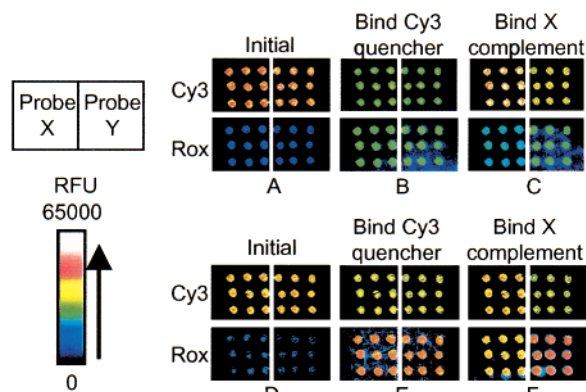 Bind Cy3 Bind X
Initial quencher complement
Cy3
Probe Probe
X Y
Rox
A B C
RFU
65000
Bind Cy3 Bind X
Initial quencher complement
Cy3
Rox
0